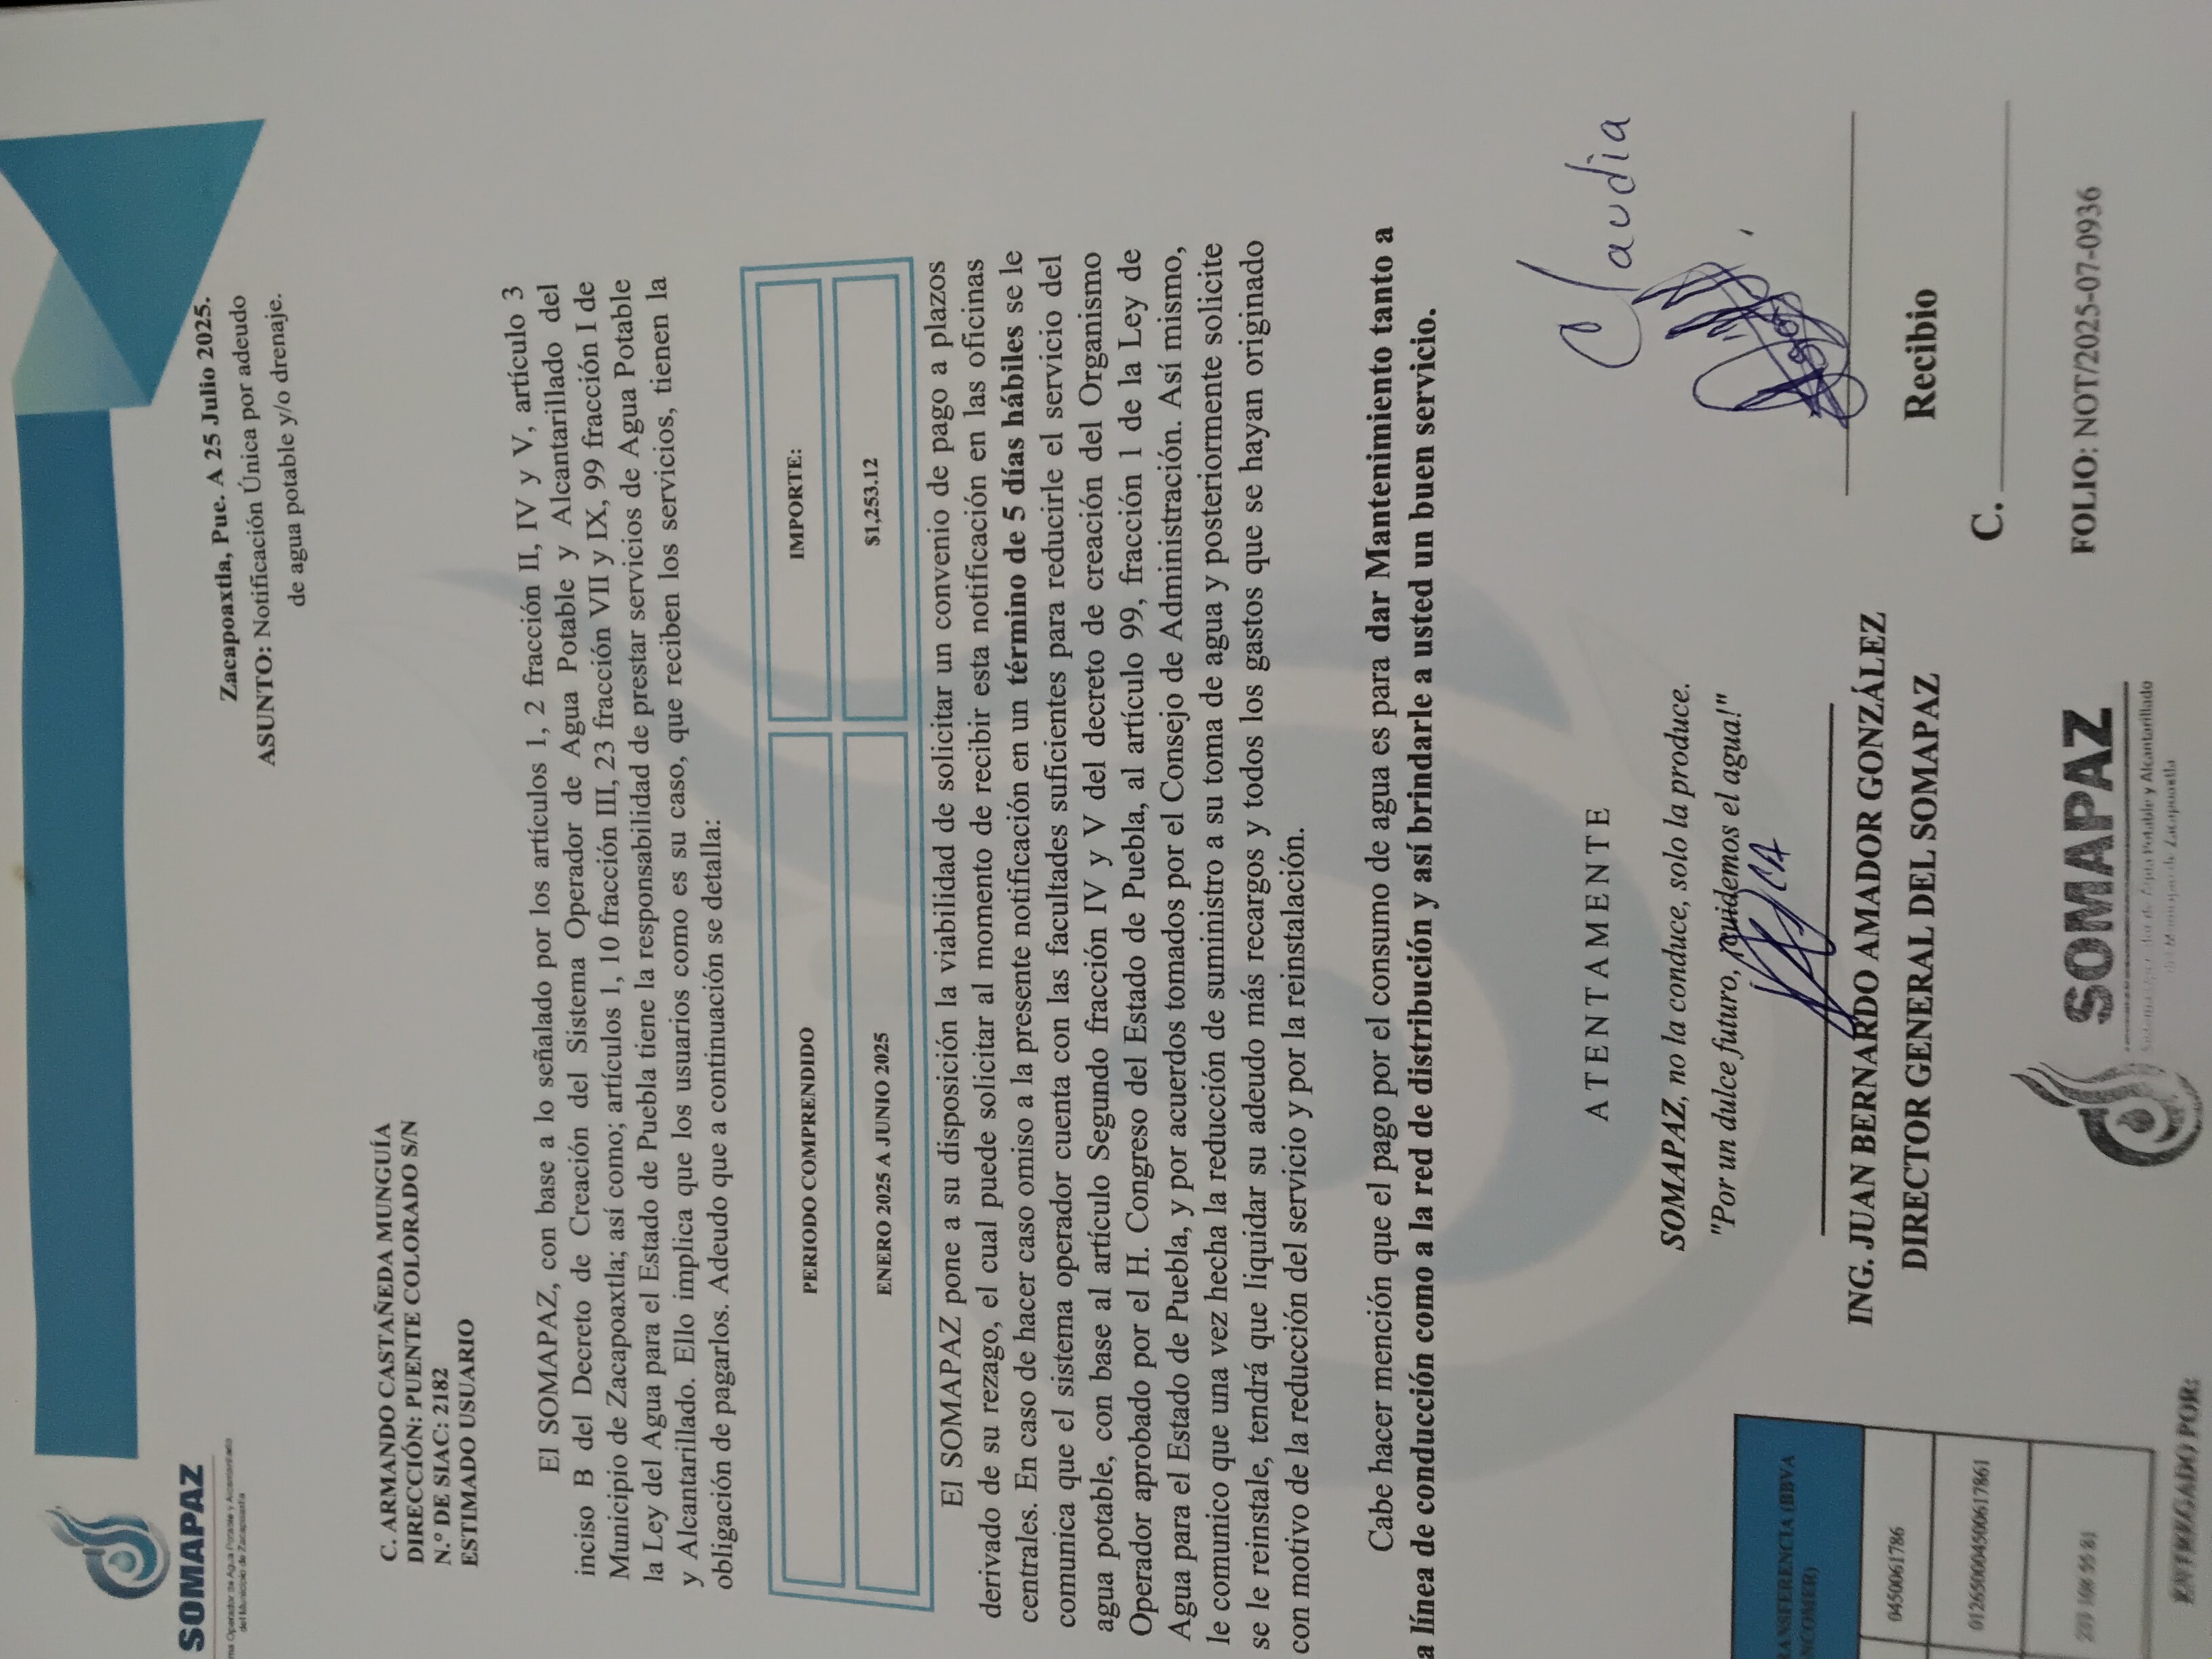 SOMAPAZ
ma Operador de Agua Potable y Alcantarillado
del Municipio de Zacapoaxtla
Zacapoaxtla, Pue. A 25 Julio 2025.
ASUNTO: Notificación Única por adeudo
de agua potable y/o drenaje.
C. ARMANDO CASTAÑEDA MUNGUÍA
DIRECCIÓN: PUENTE COLORADO S/N
N.º DE SIAC: 2182
ESTIMADO USUARIO
El SOMAPAZ, con base a lo señalado por los artículos 1, 2 fracción II, IV y V, artículo 3
inciso B del Decreto de Creación del Sistema Operador de Agua Potable y Alcantarillado del
Municipio de Zacapoaxtla; así como; artículos 1, 10 fracción III, 23 fracción VII y IX, 99 fracción I de
la Ley del Agua para el Estado de Puebla tiene la responsabilidad de prestar servicios de Agua Potable
y Alcantarillado. Ello implica que los usuarios como es su caso, que reciben los servicios, tienen la
obligación de pagarlos. Adeudo que a continuación se detalla:
PERIODO COMPRENDIDO IMPORTE:
ENERO 2025 A JUNIO 2025 $1,253.12
El SOMAPAZ pone a su disposición la viabilidad de solicitar un convenio de pago a plazos
derivado de su rezago, el cual puede solicitar al momento de recibir esta notificación en las oficinas
centrales. En caso de hacer caso omiso a la presente notificación en un término de 5 días hábiles se le
comunica que el sistema operador cuenta con las facultades suficientes para reducirle el servicio del
agua potable, con base al artículo Segundo fracción IV y V del decreto de creación del Organismo
Operador aprobado por el H. Congreso del Estado de Puebla, al artículo 99, fracción 1 de la Ley de
Agua para el Estado de Puebla, y por acuerdos tomados por el Consejo de Administración. Así mismo,
le comunico que una vez hecha la reducción de suministro a su toma de agua y posteriormente solicite
se le reinstale, tendrá que liquidar su adeudo más recargos y todos los gastos que se hayan originado
con motivo de la reducción del servicio y por la reinstalación.
Cabe hacer mención que el pago por el consumo de agua es para dar Mantenimiento tanto a
a línea de conducción como a la red de distribución y así brindarle a usted un buen servicio.
ATENTAMENTE
Claudia
SOMAPAZ, no la conduce, solo la produce.
"Por un dulce futuro, ¡cuidemos el agua!"
RANSFERENCIA (BBVA
NCOMER)
ING. JUAN BERNARDO AMADOR GONZÁLEZ
DIRECTOR GENERAL DEL SOMAPAZ
0450061786
012650004500617861
Recibio
C.
SOMAPAZ
Sistema Operador de Agua Potable y Alcantarillado
del Municipio de Zacapoaxtla
FOLIO: NOT/2025-07-0936
ENTREGADO POR: